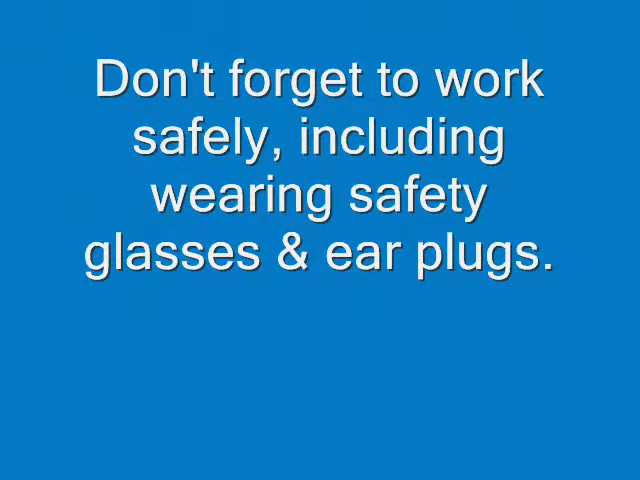 Don't forget to work
safely, including
wearing safety
glasses & ear plugs.